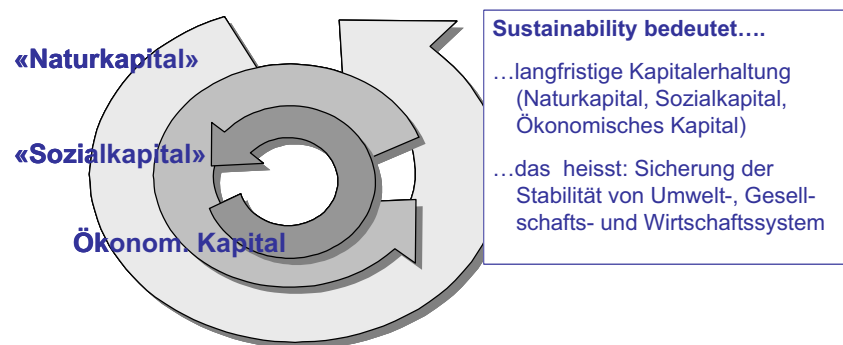 «Naturkapital»
«Sozialkapital»
Ökonom. Kapital
Sustainability bedeutet….
…langfristige Kapitalerhaltung
(Naturkapital, Sozialkapital,
Ökonomisches Kapital)
…das heisst: Sicherung der
Stabilität von Umwelt-, Gesell-
schafts- und Wirtschaftssystem